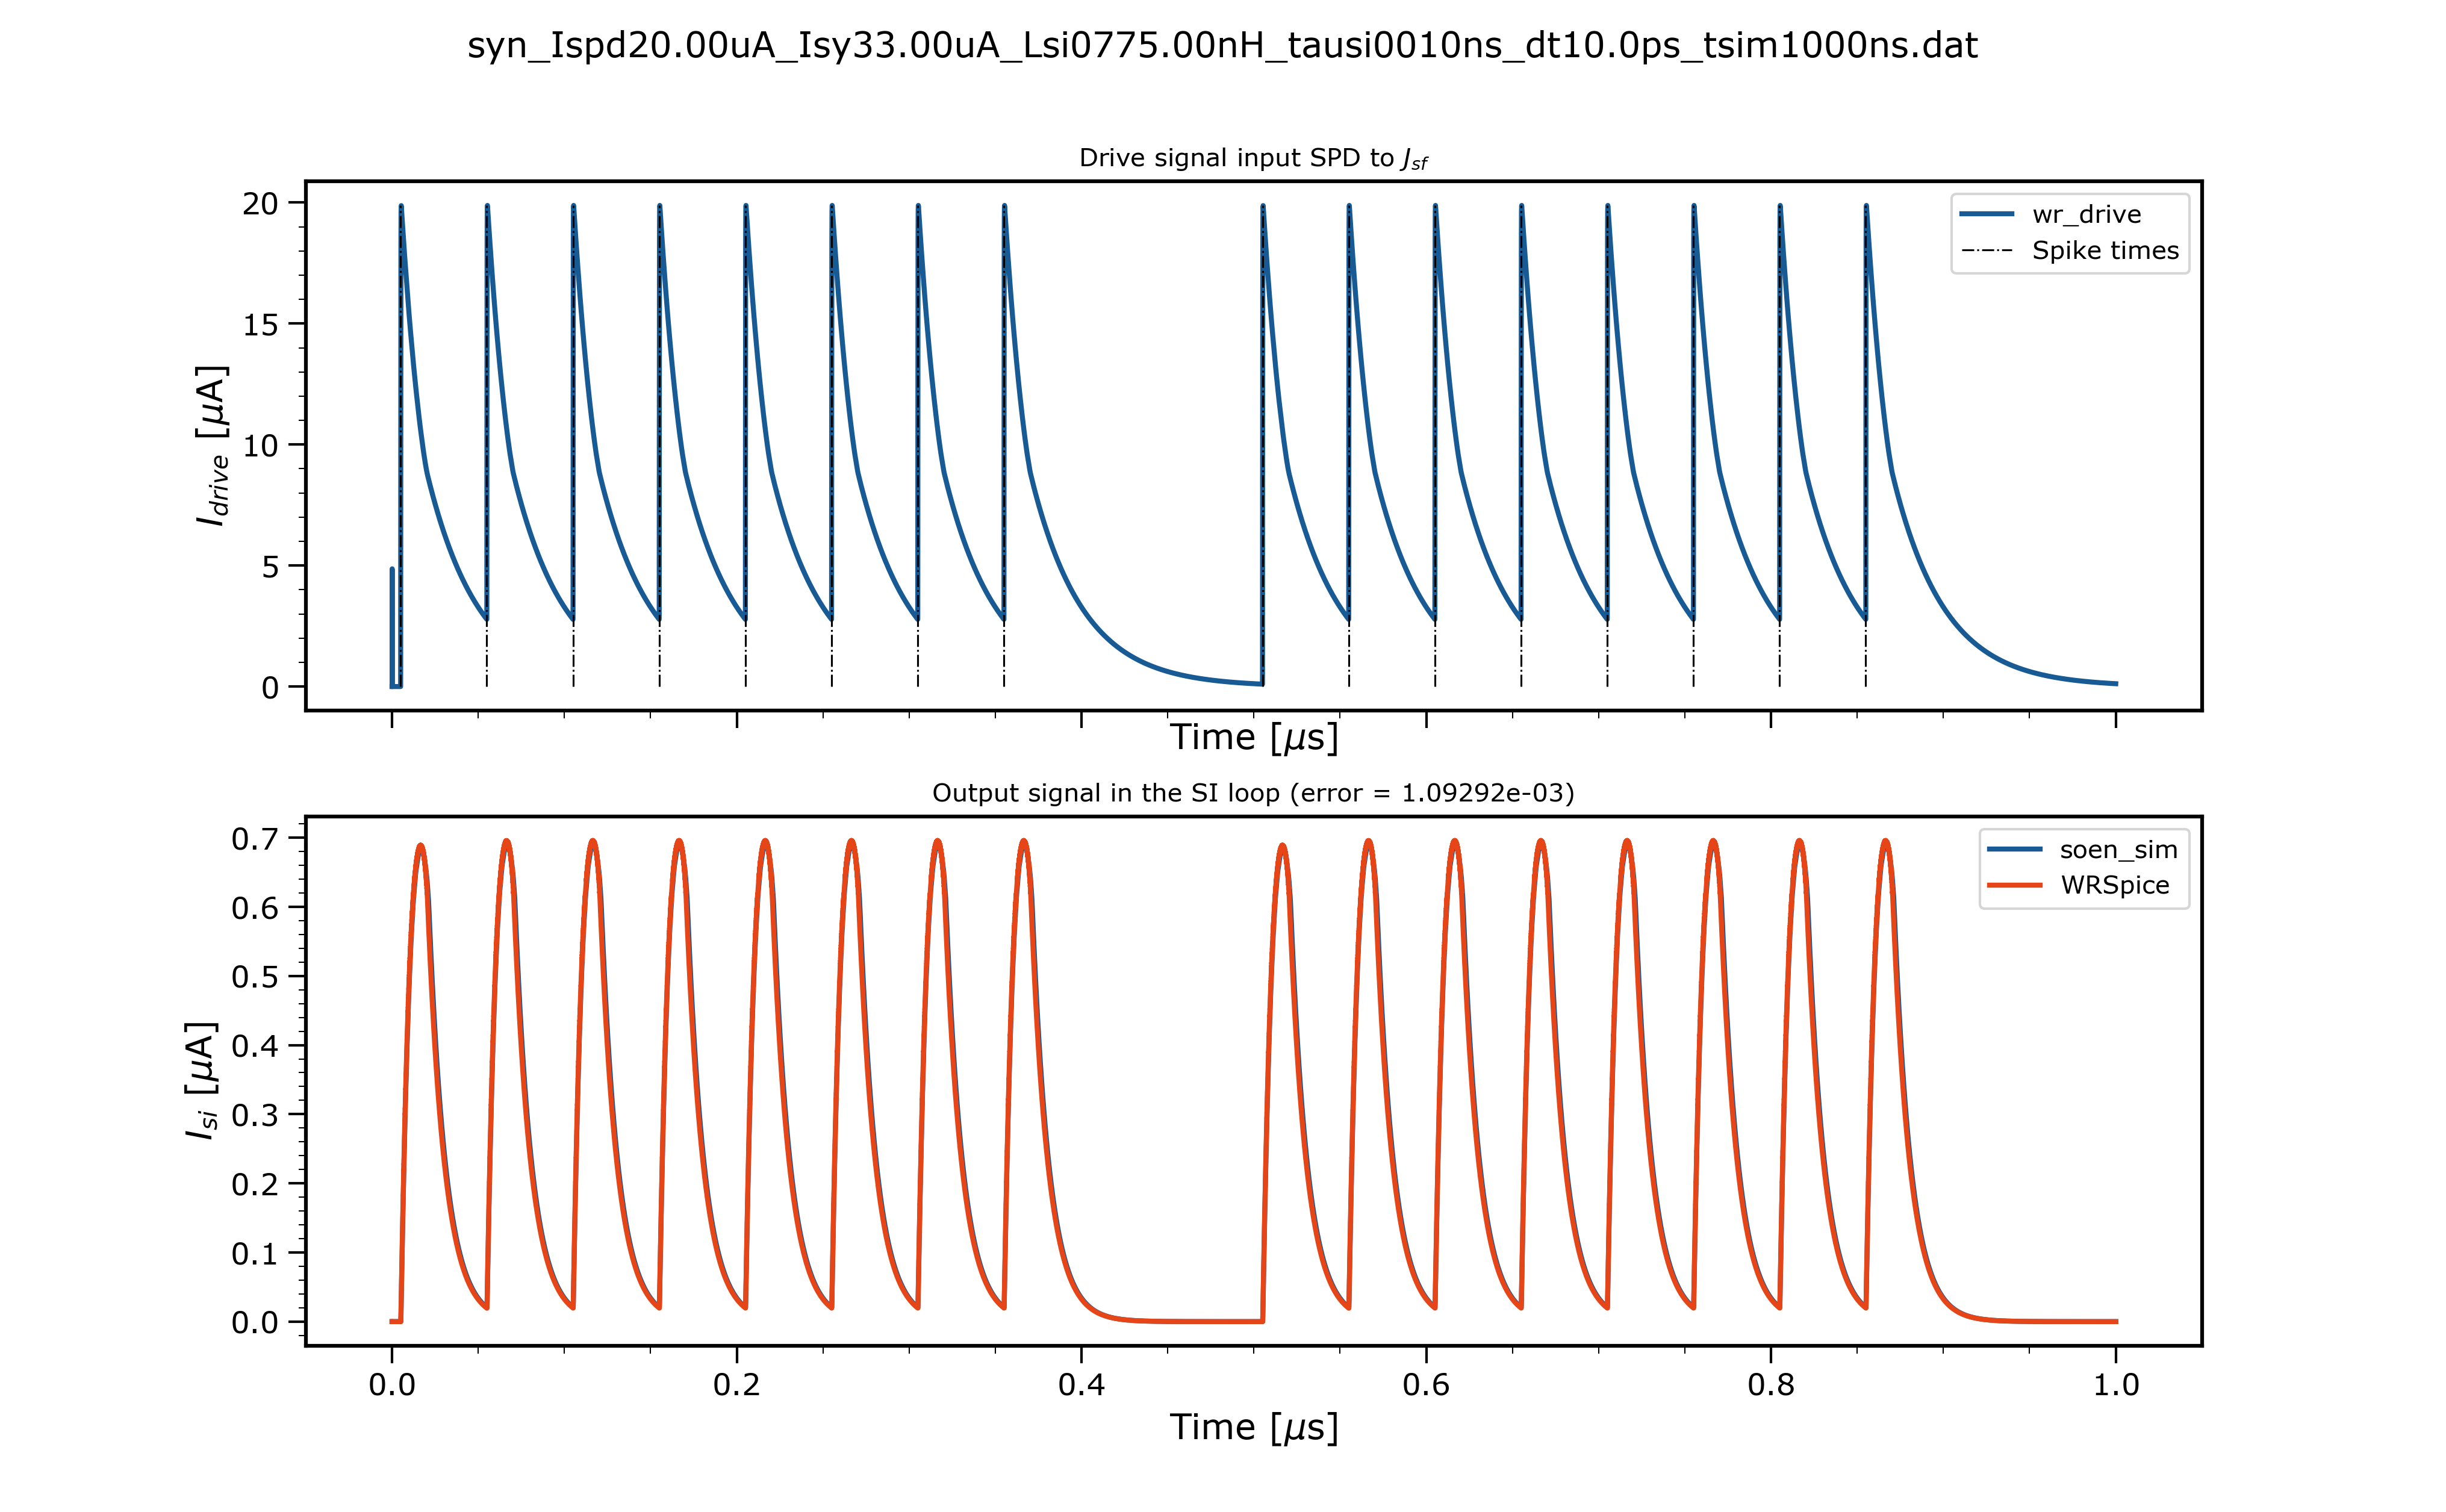 syn_Ispd20.00uA_Isy33.00uA_Lsi0775.00nH_tausi0010ns_dt10.0ps_tsim1000ns.dat
Drive signal input SPD to J_sf
20
15
10
5
0
I_drive [μA]
wr_drive
Spike times
Time [μs]
Output signal in the SI loop (error = 1.09292e-03)
0.7
0.6
0.5
0.4
0.3
0.2
0.1
0.0
I_si [μA]
soen_sim
WRSpice
0.0 0.2 0.4 0.6 0.8 1.0
Time [μs]